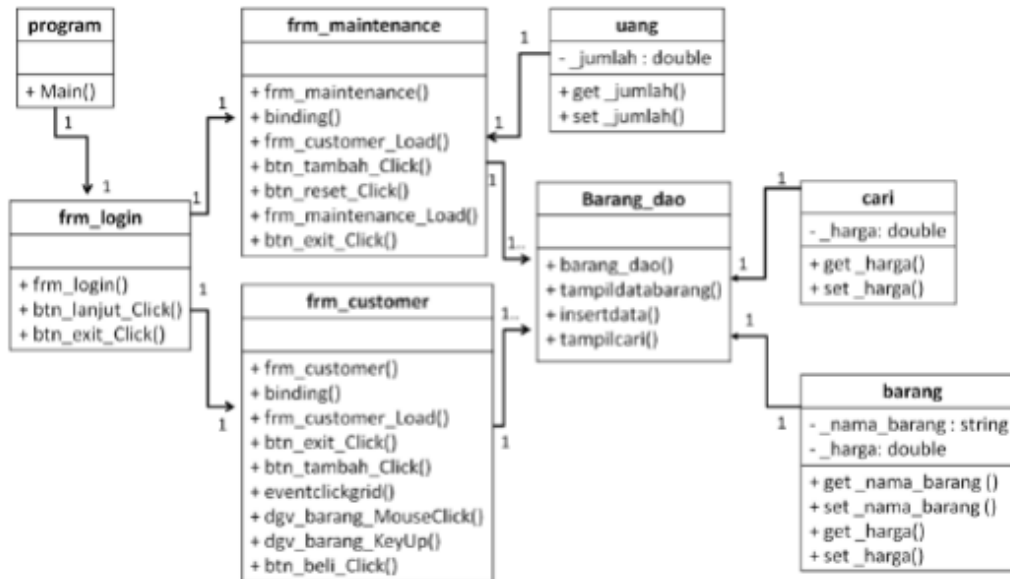 program
+ Main()
1
1
frm_login
+ frm_login()
+ btn_lanjut_Click()
+ btn_exit_Click()
1
1
1
1
frm_maintenance
+ frm_maintenance()
+ binding()
+ frm_customer_Load()
+ btn_tambah_Click()
+ btn_reset_Click()
+ frm_maintenance_Load()
+ btn_exit_Click()
1
1
1
1..
frm_customer
+ frm_customer()
+ binding()
+ frm_customer_Load()
+ btn_exit_Click()
+ btn_tambah_Click()
+ eventclickgrid()
+ dgv_barang_MouseClick()
+ dgv_barang_KeyUp()
+ btn_beli_Click()
1
1..
uang
- _jumlah : double
+ get _jumlah()
+ set _jumlah()
Barang_dao
+ barang_dao()
+ tampildatabarang()
+ insertdata()
+ tampilcari()
1
1
1
1
cari
- _harga: double
+ get _harga()
+ set _harga()
barang
- _nama_barang : string
- _harga: double
+ get _nama_barang ()
+ set _nama_barang ()
+ get _harga()
+ set _harga()